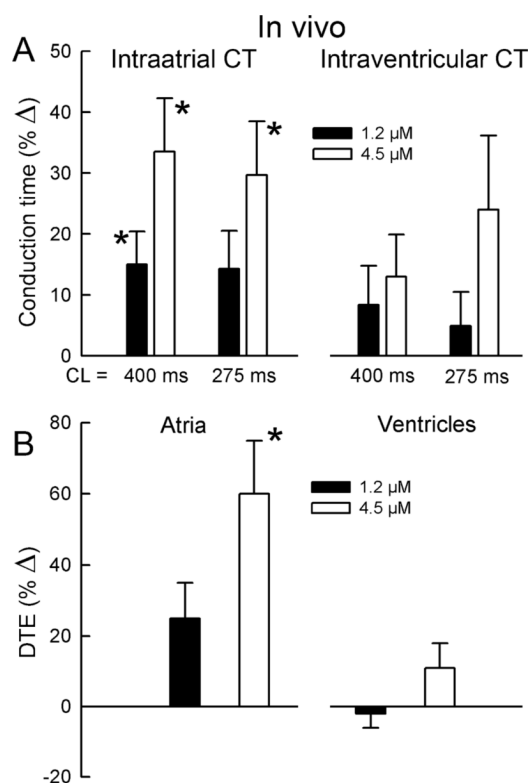 In vivo
A
Intraatrial CT
Intraventricular CT
Conduction time (% Δ)
50
40
30
20
10
0
*
*
*
1.2 µM
4.5 µM
CL = 400 ms 275 ms 400 ms 275 ms
B
Atria
Ventricles
DTE (% Δ)
80
60
40
20
0
-20
*
1.2 µM
4.5 µM